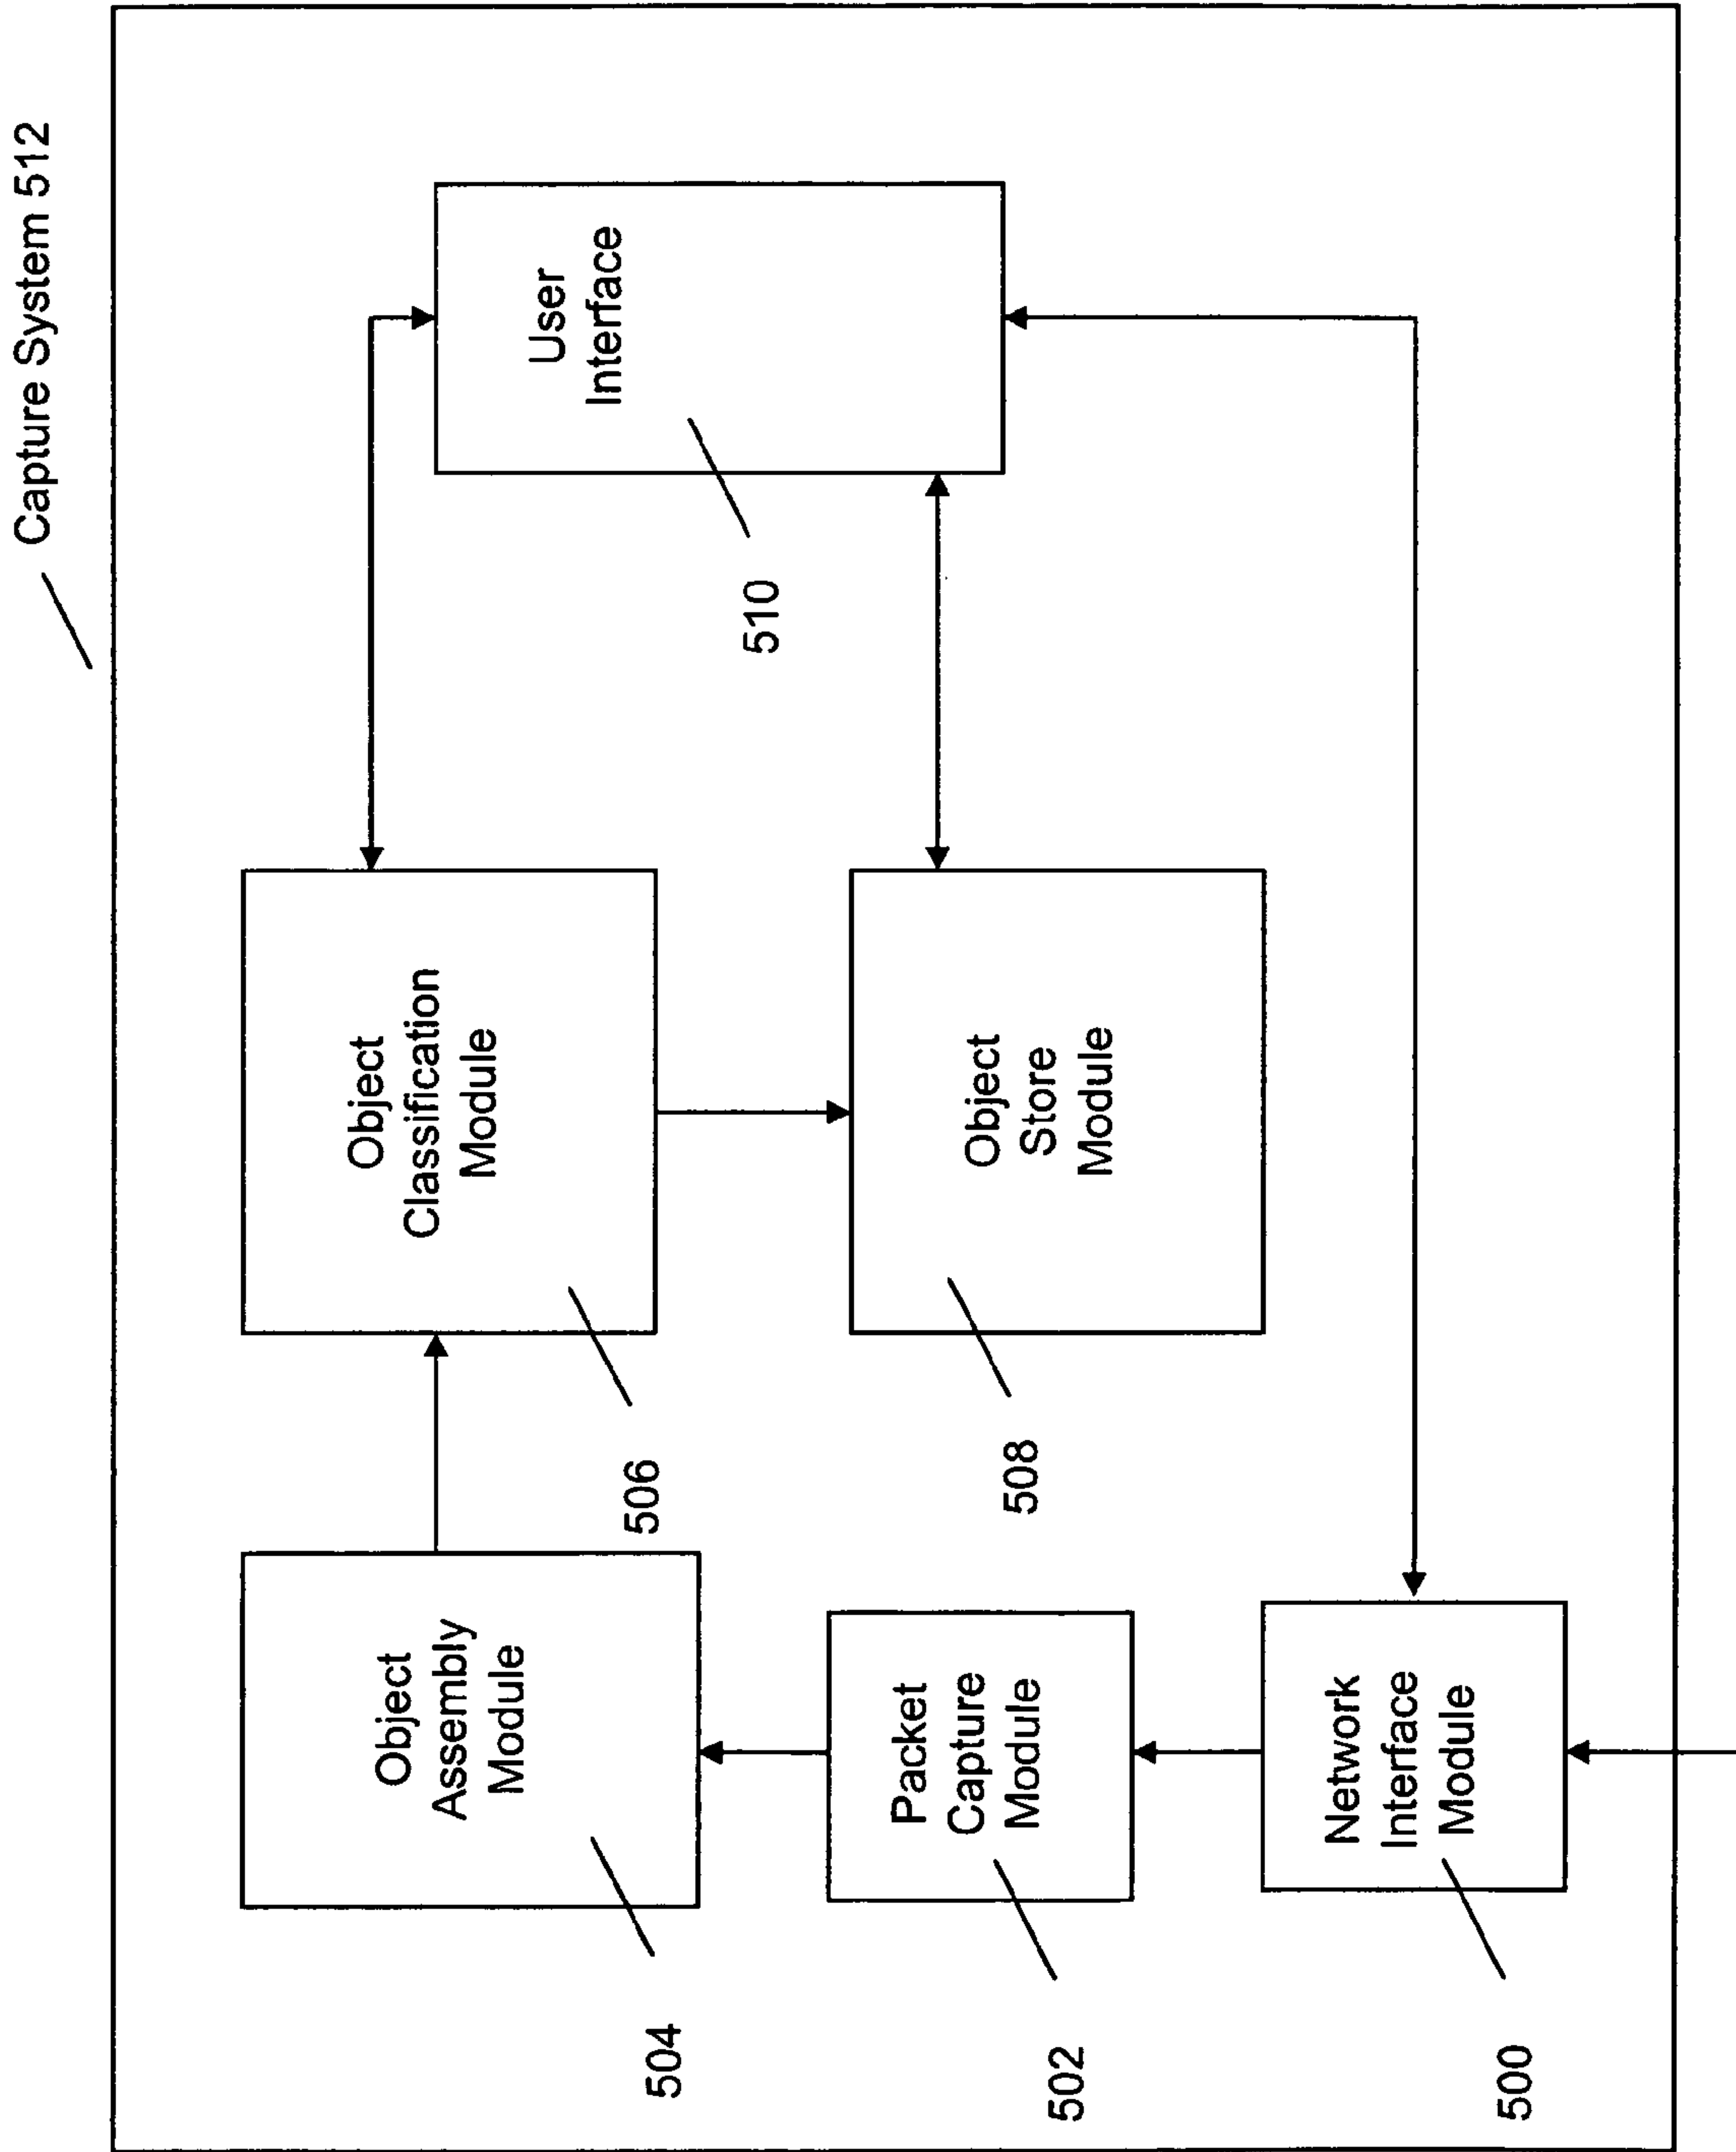 Capture System 512
Object
Assembly
Module
504
Object
Classification
Module
506
User
Interface
510
Packet
Capture
Module
502
Object
Store
Module
508
Network
Interface
Module
500